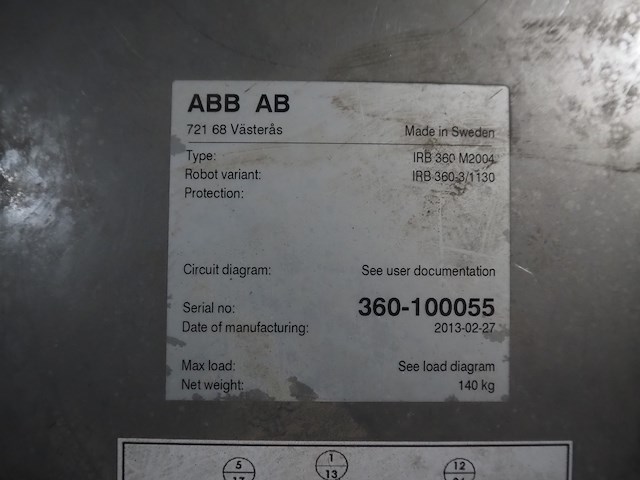 ABB AB
721 68 Västerås Made in Sweden
Type: IRB 360 M2004
Robot variant: IRB 360-3/1130
Protection:
Circuit diagram: See user documentation
Serial no: 360-100055
Date of manufacturing: 2013-02-27
Max load: See load diagram
Net weight: 140 kg
5 1 12
13